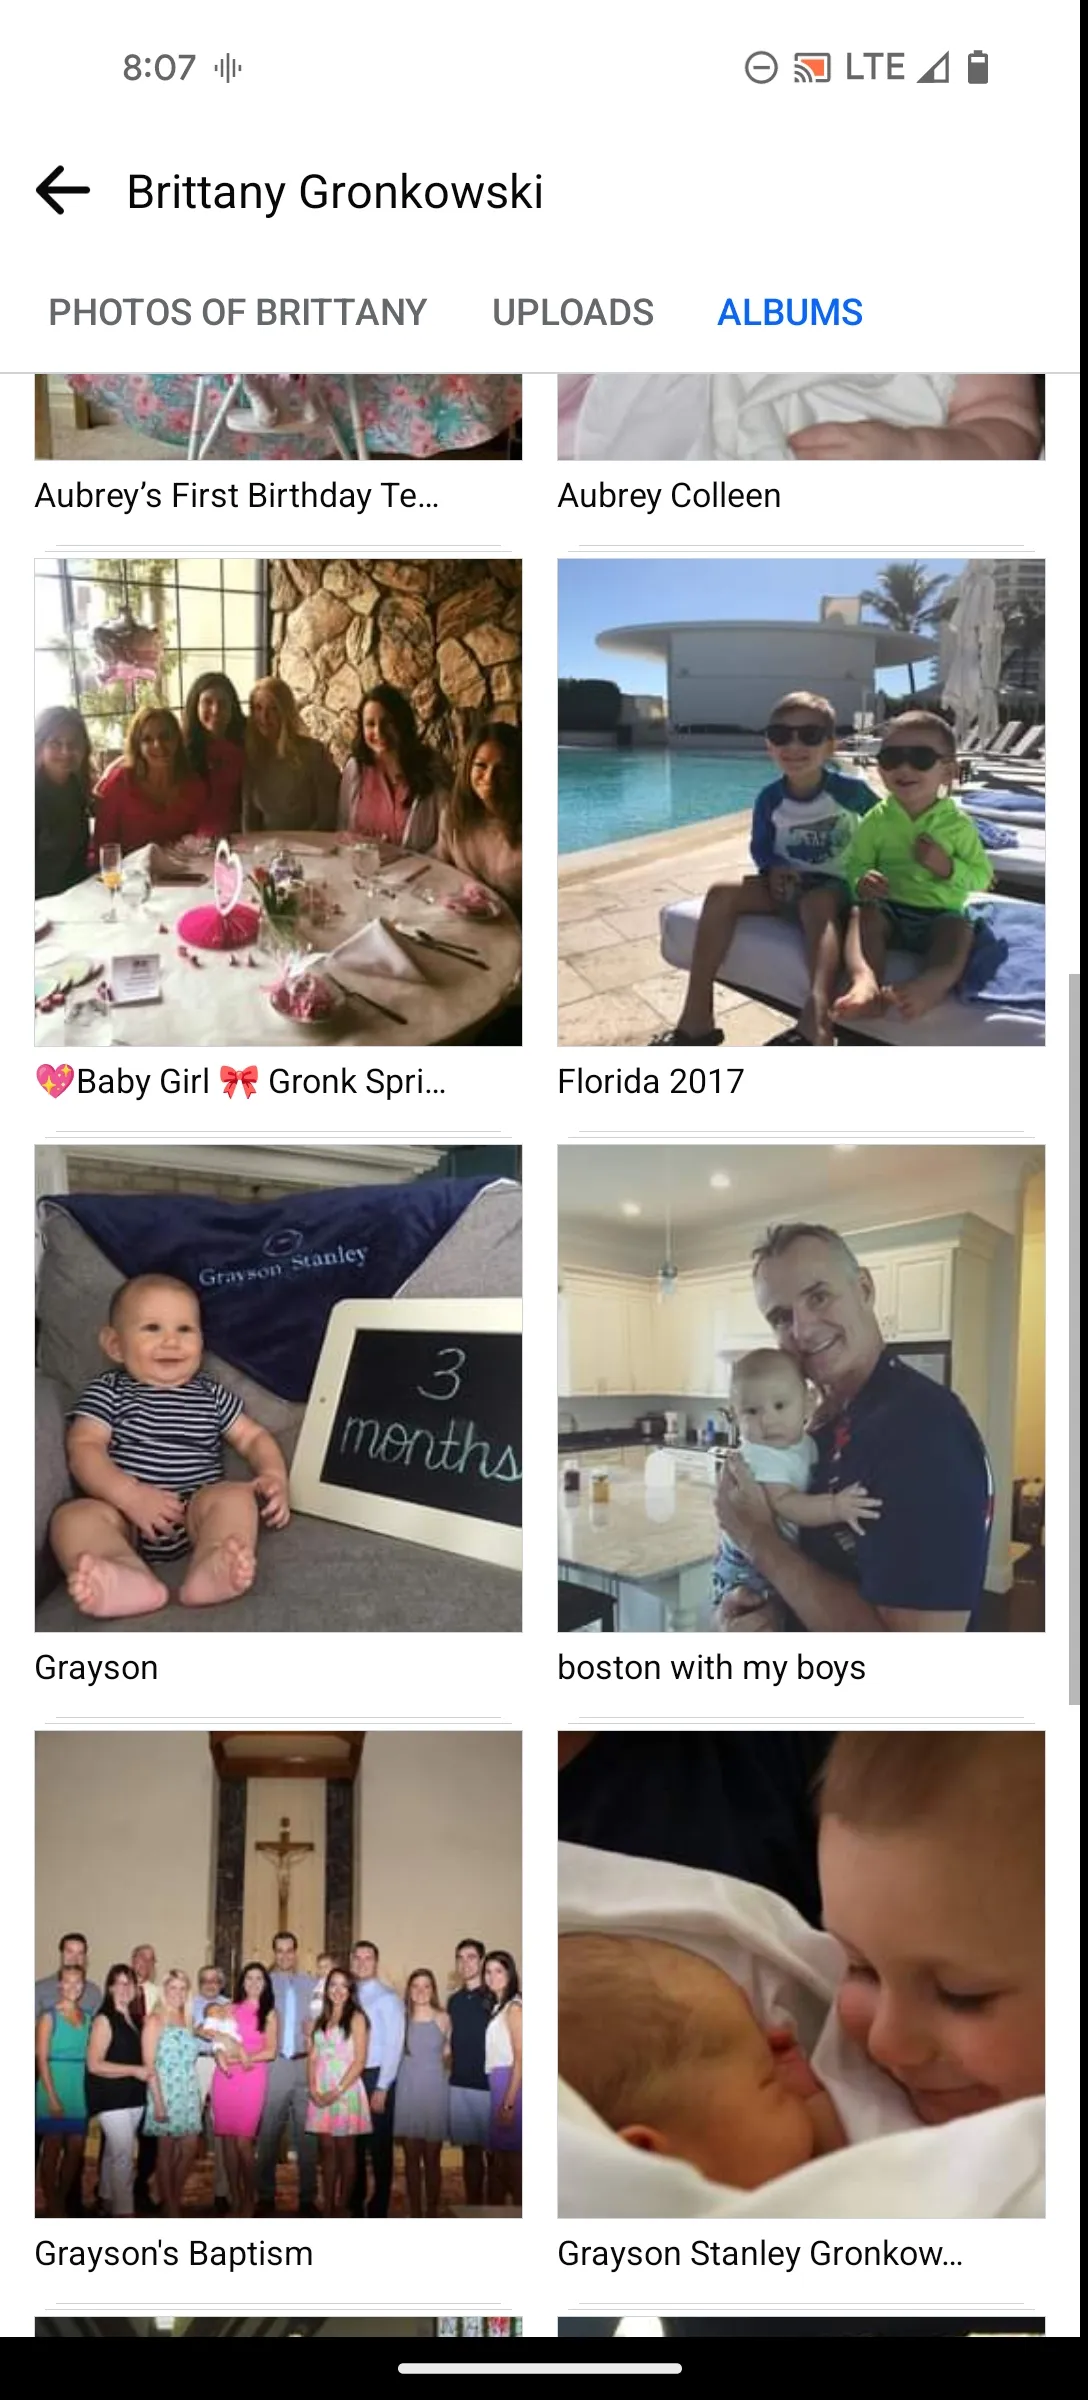 8:07 LTE
Brittany Gronkowski
PHOTOS OF BRITTANY UPLOADS ALBUMS
Aubrey’s First Birthday Te... Aubrey Colleen
💖Baby Girl 🎀 Gronk Spri... Florida 2017
Grayson Stanley
3
months
Grayson boston with my boys
Grayson's Baptism Grayson Stanley Gronkow...